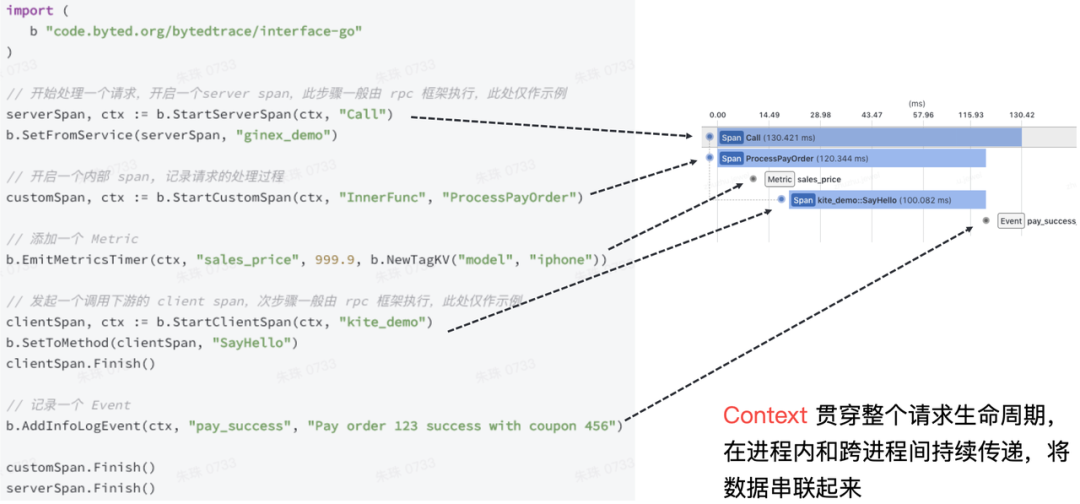 import (
b "code.byted.org/bytedtrace/interface-go"
)
// 开始处理一个请求，开启一个server span，此步骤一般由 rpc 框架执行，此处仅作示例
serverSpan, ctx := b.StartServerSpan(ctx, "Call")
b.SetFromService(serverSpan, "ginex_demo")
// 开启一个内部 span，记录请求的处理过程
customSpan, ctx := b.StartCustomSpan(ctx, "InnerFunc", "ProcessPayOrder")
// 添加一个 Metric
b.EmitMetricsTimer(ctx, "sales_price", 999.9, b.NewTagKV("model", "iphone"))
// 发起一个调用下游的 client span，次步骤一般由 rpc 框架执行，此处仅作示例
clientSpan, ctx := b.StartClientSpan(ctx, "kite_demo")
b.SetToMethod(clientSpan, "SayHello")
clientSpan.Finish()
// 记录一个 Event
b.AddInfoLogEvent(ctx, "pay_success", "Pay order 123 success with coupon 456")
customSpan.Finish()
serverSpan.Finish()
(ms)
0.00 14.49 28.98 43.47 57.96 115.93 130.42
Span Call (130.421 ms)
Span ProcessPayOrder (120.344 ms)
Metric sales_price
Span kite_demo::SayHello (100.082 ms)
Event pay_success_
Context 贯穿整个请求生命周期，
在进程内和跨进程间持续传递，将
数据串联起来
朱珠 0733